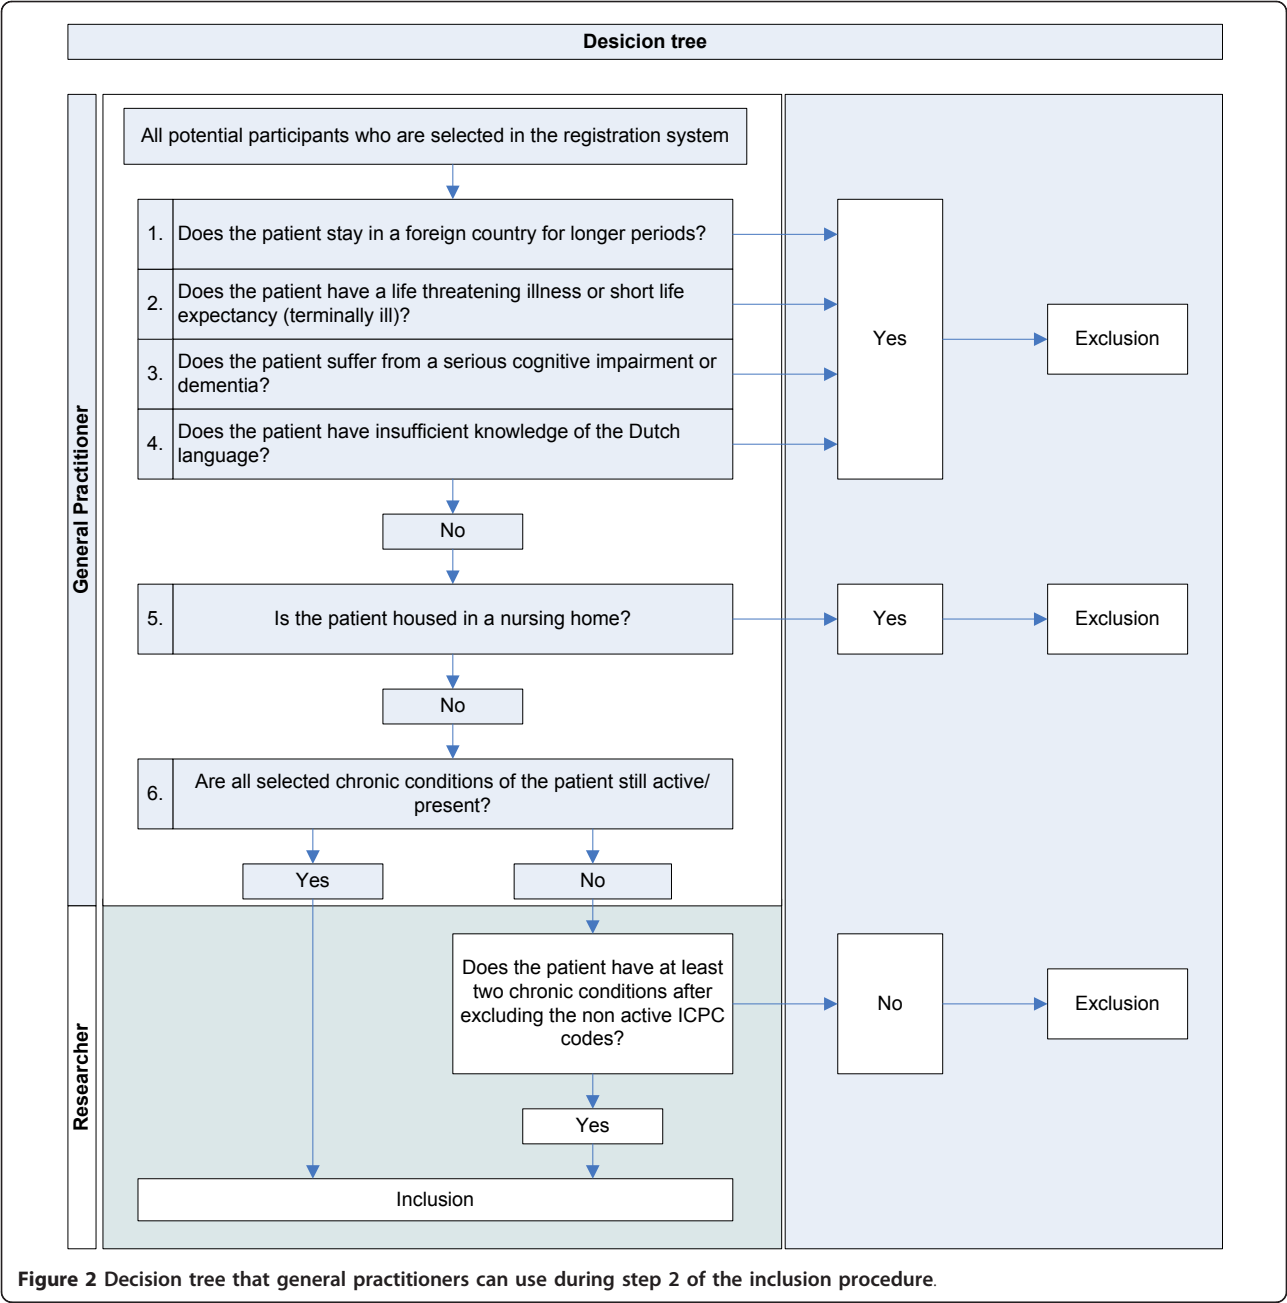 Desicion tree
General Practitioner
All potential participants who are selected in the registration system
1. Does the patient stay in a foreign country for longer periods?
2. Does the patient have a life threatening illness or short life
expectancy (terminally ill)?
3. Does the patient suffer from a serious cognitive impairment or
dementia?
4. Does the patient have insufficient knowledge of the Dutch
language?
Yes
Exclusion
No
5. Is the patient housed in a nursing home?
Yes
Exclusion
No
6. Are all selected chronic conditions of the patient still active/
present?
Yes
No
Researcher
Does the patient have at least
two chronic conditions after
excluding the non active ICPC
codes?
No
Exclusion
Yes
Inclusion
Figure 2 Decision tree that general practitioners can use during step 2 of the inclusion procedure.